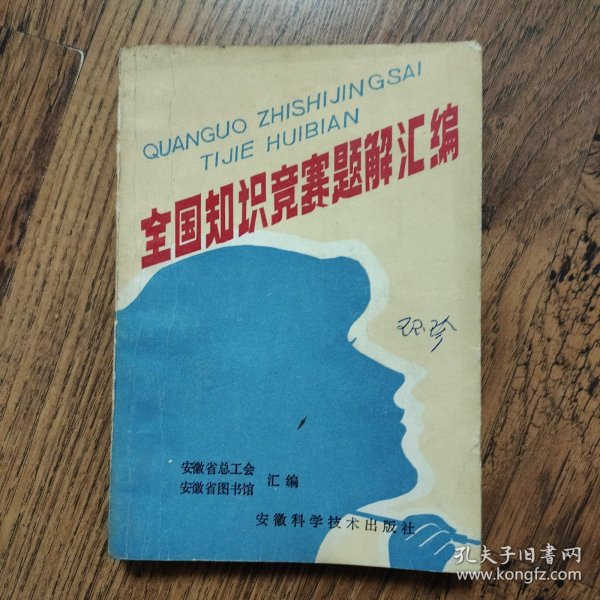 QUANGUO ZHISHIJINGSAI
TIJIE HUIBIAN
全国知识竞赛题解汇编
安徽省总工会
安徽省图书馆 汇编
安徽科学技术出版社
孔夫子旧书网
www.kongfz.com